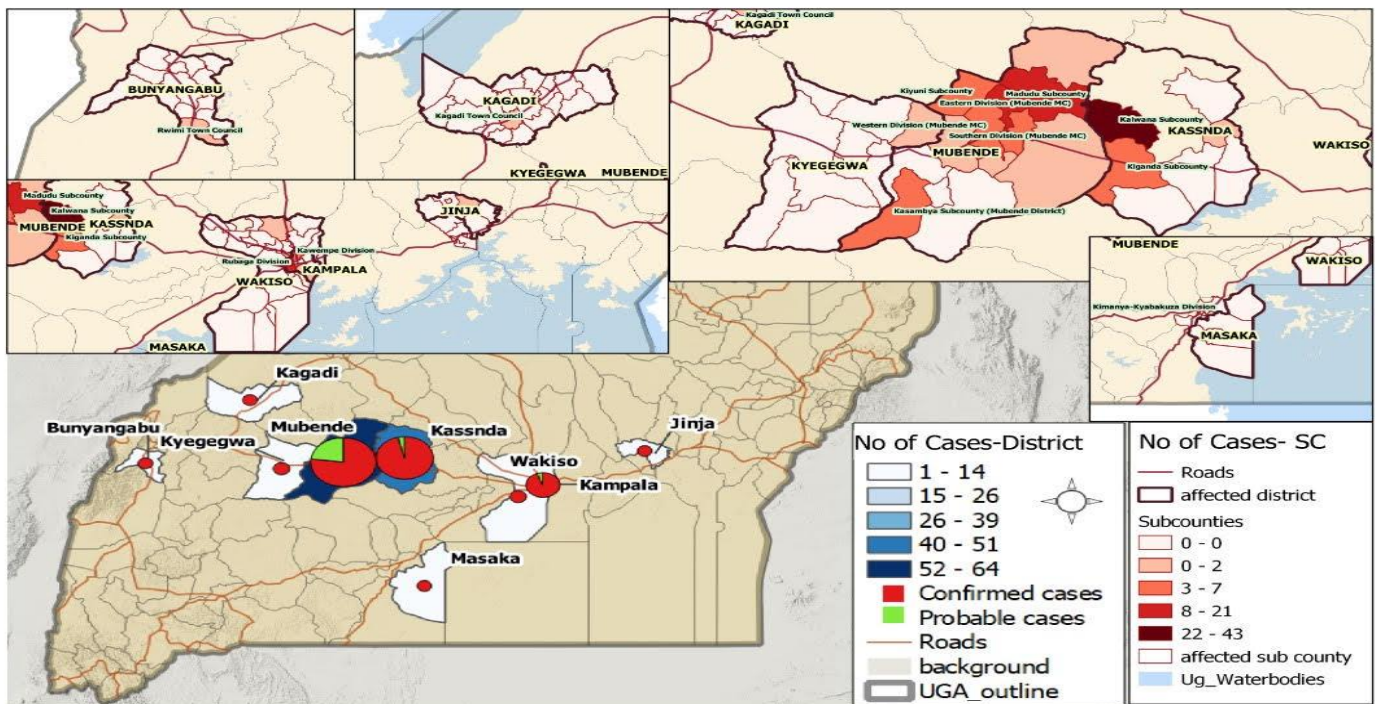 BUNYANGABU
Rwimi Town Council
KAGADI
Kagadi Town Council
KYEGEGWA
MUBENDE
Kagadi Town Council
KAGADI
Kiyuni Subcounty
Madudu Subcounty
Eastern Division (Mubende MC)
Kalwana Subcounty
Western Division (Mubende MC)
Southern Division (Mubende MC)
KASSNDA
MUBENDE
WAKISO
KYEGEGWA
Kiganda Subcounty
Kasambya Subcounty (Mubende District)
Madudu Subcounty
Kalwana Subcounty
MUBENDE
KASSNDA
Kiganda Subcounty
JINJA
Kawempe Division
Rubaga Division
KAMPALA
WAKISO
MASAKA
MUBENDE
WAKISO
Kimanya-Kyabakuza Division
MASAKA
Kagadi
Bunyangabu
Kyegegwa
Mubende
Kassnda
Wakiso
Kampala
Jinja
Masaka
No of Cases-District
1 - 14
15 - 26
26 - 39
40 - 51
52 - 64
Confirmed cases
Probable cases
Roads
background
UGA_outline
No of Cases- SC
Roads
affected district
Subcounties
0 - 0
0 - 2
3 - 7
8 - 21
22 - 43
affected sub county
Ug_Waterbodies